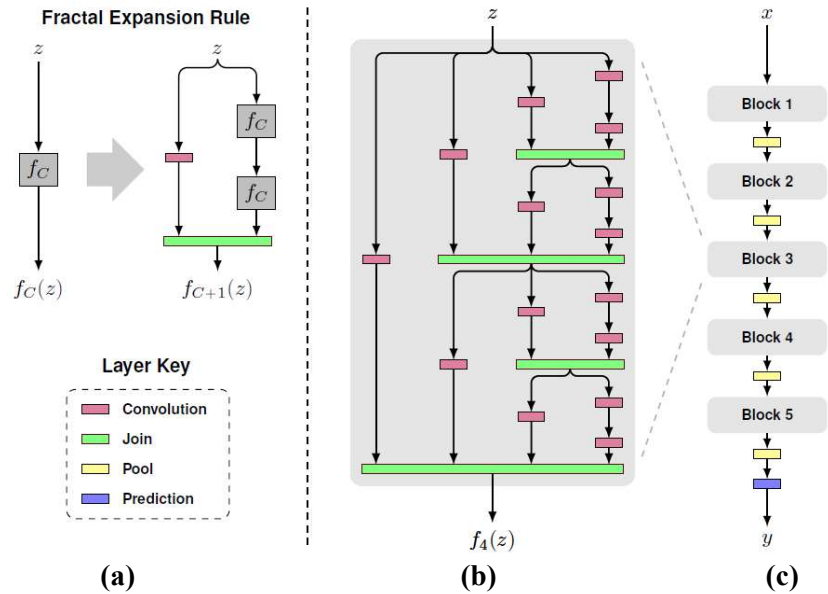 Fractal Expansion Rule
z
z
f_C
f_C
f_C
f_C(z)
f_{C+1}(z)
Layer Key
Convolution
Join
Pool
Prediction
(a)
z
f_4(z)
(b)
x
Block 1
Block 2
Block 3
Block 4
Block 5
y
(c)